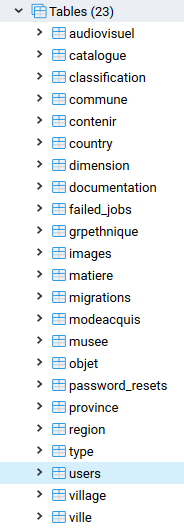 Tables (23)
audiovisuel
catalogue
classification
commune
contenir
country
dimension
documentation
failed_jobs
grpethnique
images
matiere
migrations
modeacquis
musee
objet
password_resets
province
region
type
users
village
ville